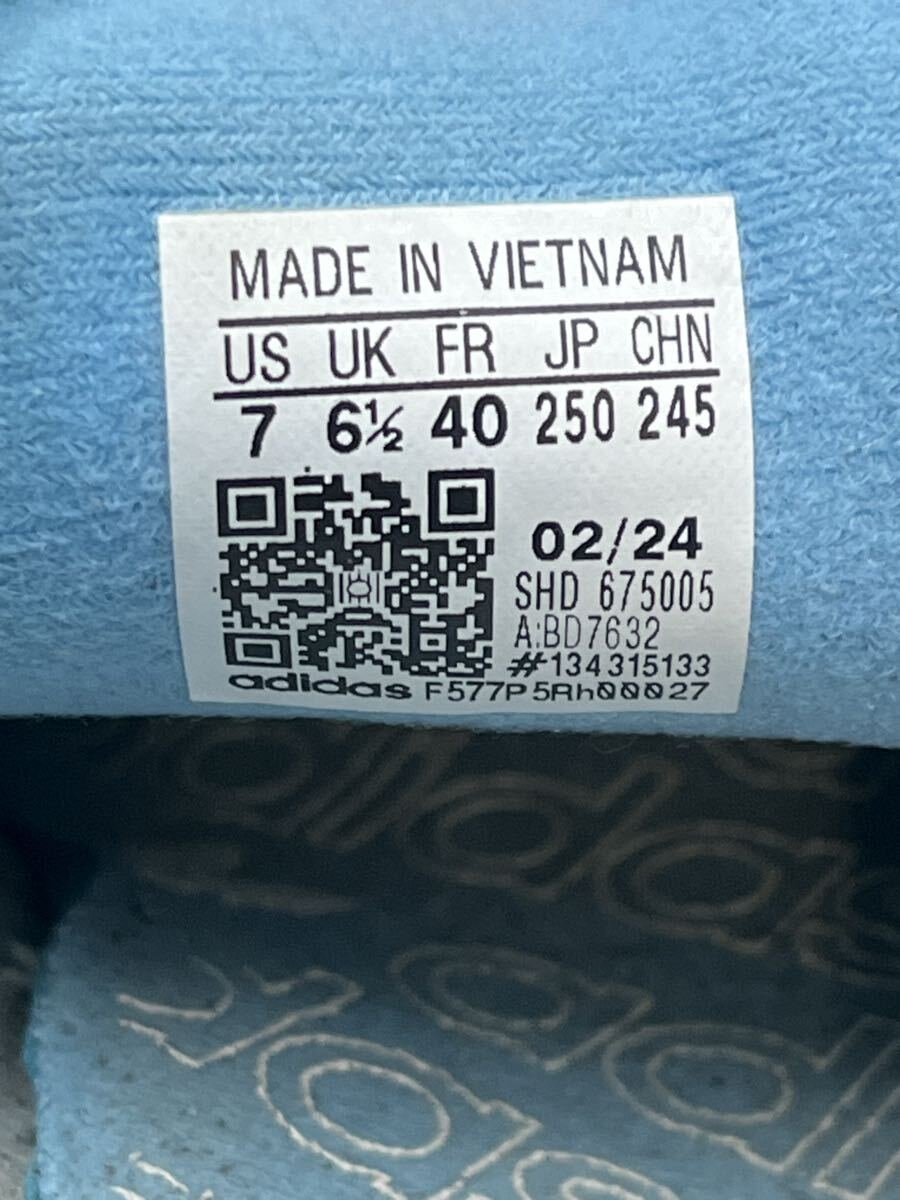 MADE IN VIETNAM
US UK FR JP CHN
7 6½ 40 250 245
02/24
SHD 675005
A:BD7632
#134315133
adidas F577P5Rh00027